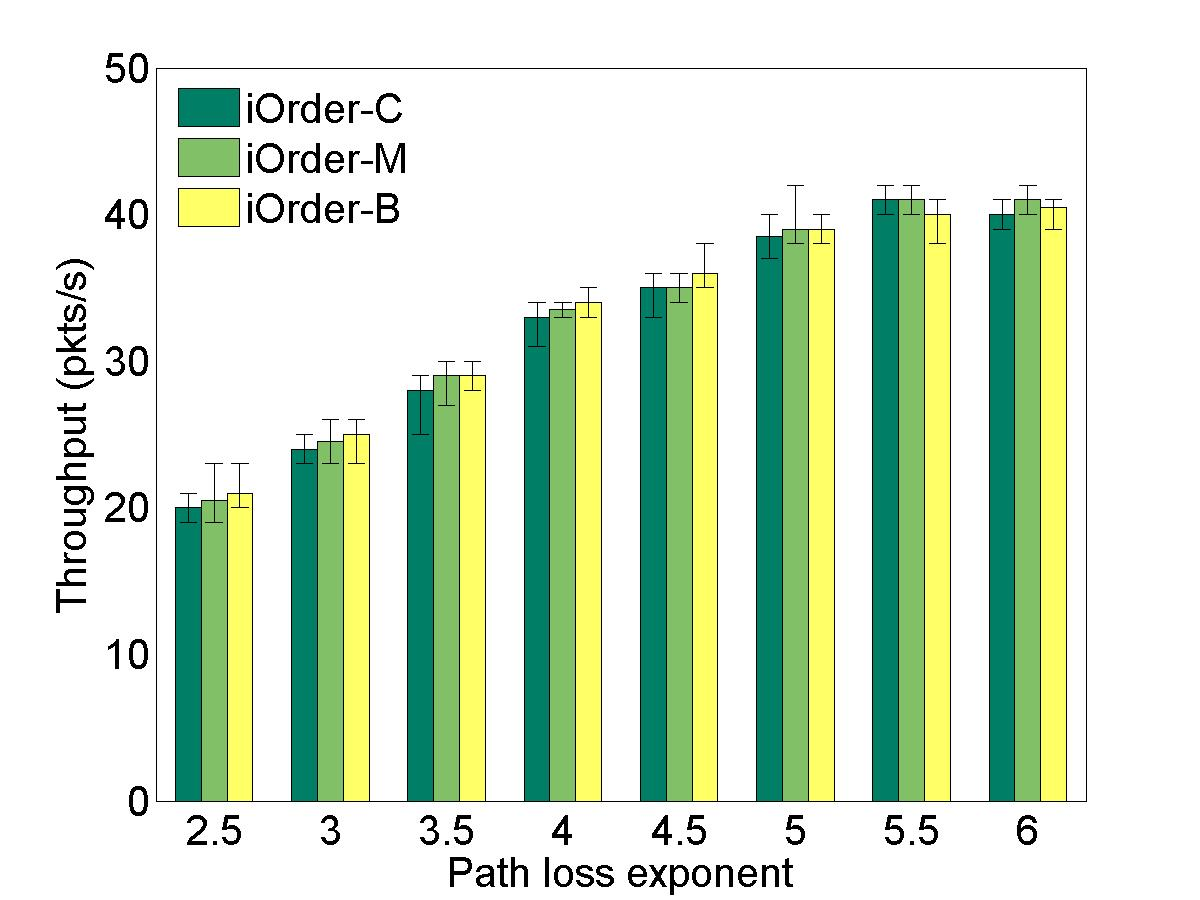 50
40
30
20
10
0
Throughput (pkts/s)
iOrder-C
iOrder-M
iOrder-B
2.5 3 3.5 4 4.5 5 5.5 6
Path loss exponent